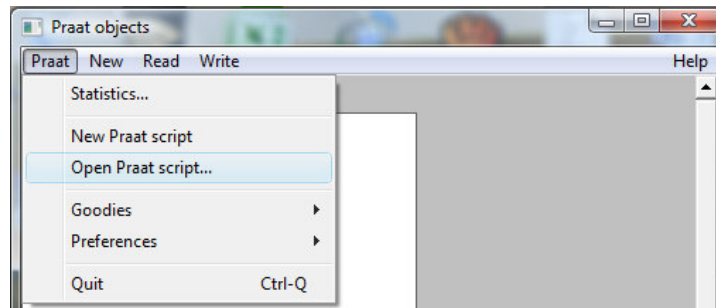 Praat objects
Praat New Read Write Help
Statistics...
New Praat script
Open Praat script...
Goodies
Preferences
Quit Ctrl-Q